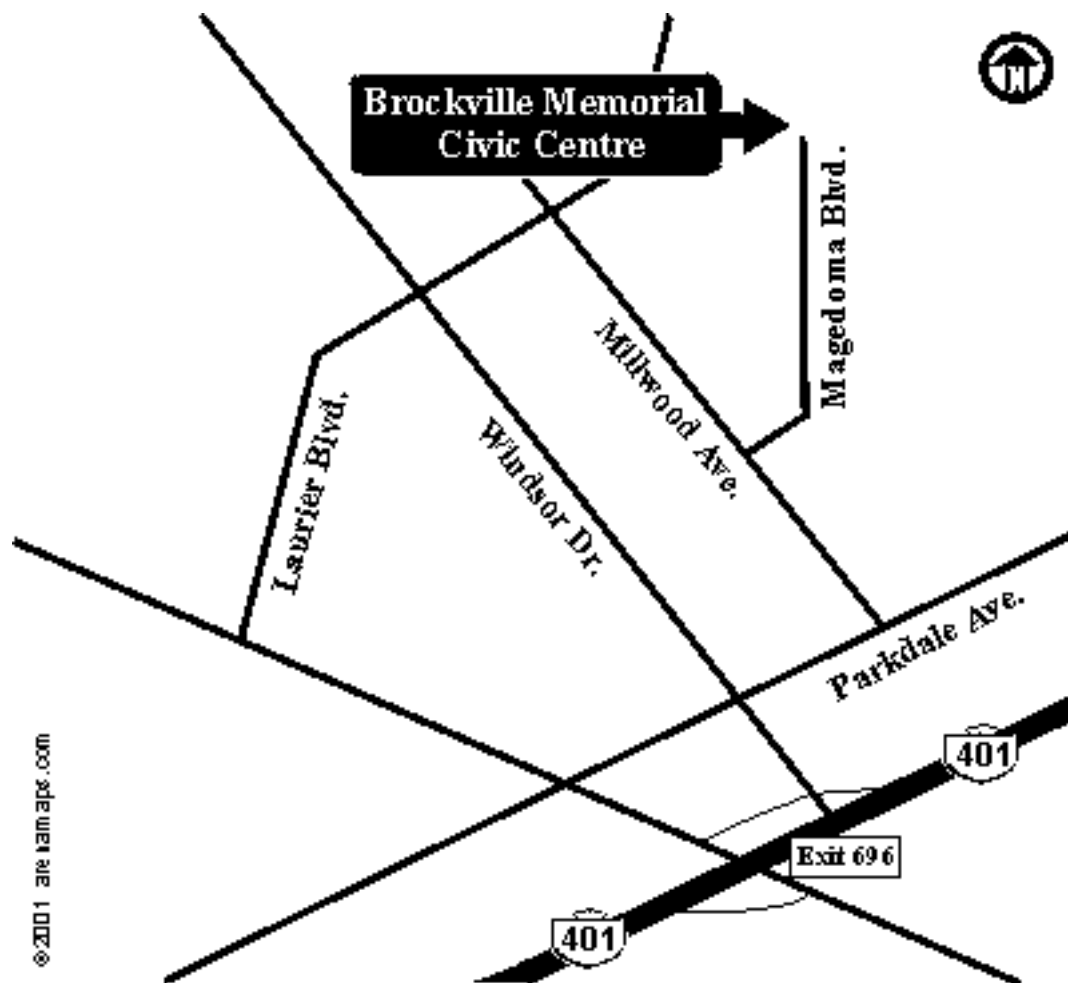 Brockville Memorial
Civic Centre
N
Magedoma Blvd.
Millwood Ave.
Windsor Dr.
Laurier Blvd.
Parkdale Ave.
401
Exit 696
401
©2001 arenamaps.com